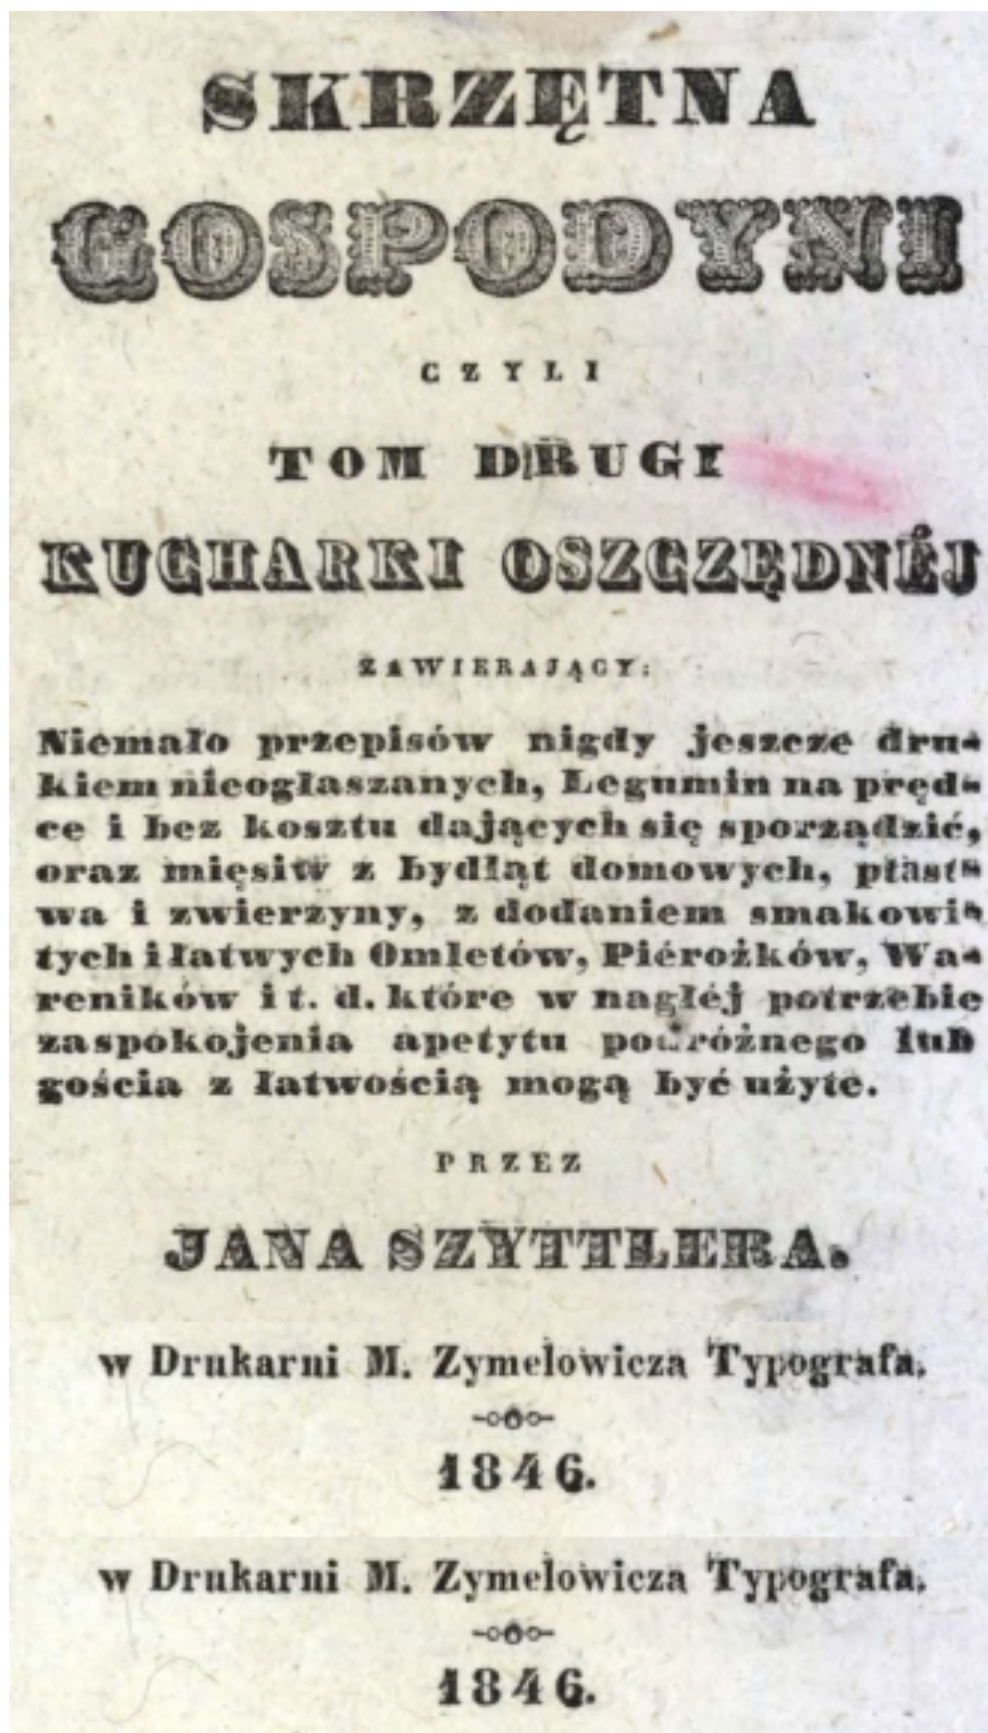 SKRZĘTNA
GOSPODYNI
CZYLI
TOM DRUGI
KUCHARKI OSZCZĘDNÉJ
ZAWIERAJĄCY:
Niemało przepisów nigdy jeszcze dru-
kiem nieogłaszanych, Legumin na pręd-
ce i bez kosztu dających się sporządzić,
oraz mięsiw z bydląt domowych, ptast-
wa i zwierzyny, z dodaniem smakowi-
tych i łatwych Omletów, Piérożków, Wa-
reników i t. d. które w nagłéj potrzebie
zaspokojenia apetytu podróżnego lub
gościa z łatwością mogą być użyte.
PRZEZ
JANA SZYTTLERA.
w Drukarni M. Zymelowicza Typografa.
1846.
w Drukarni M. Zymelowicza Typografa.
1846.